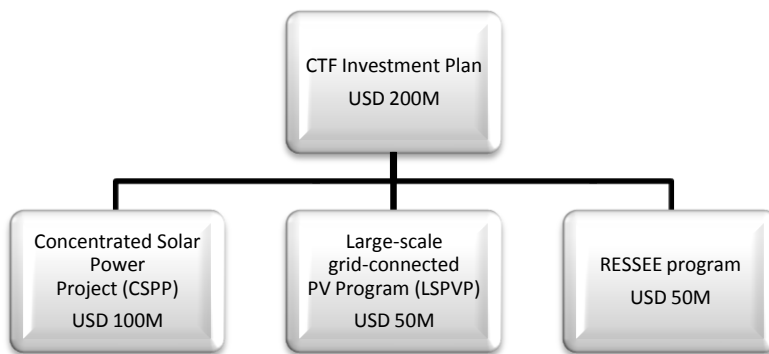 CTF Investment Plan
USD 200M
Concentrated Solar
Power
Project (CSPP)
USD 100M
Large-scale
grid-connected
PV Program (LSPVP)
USD 50M
RESSEE program
USD 50M